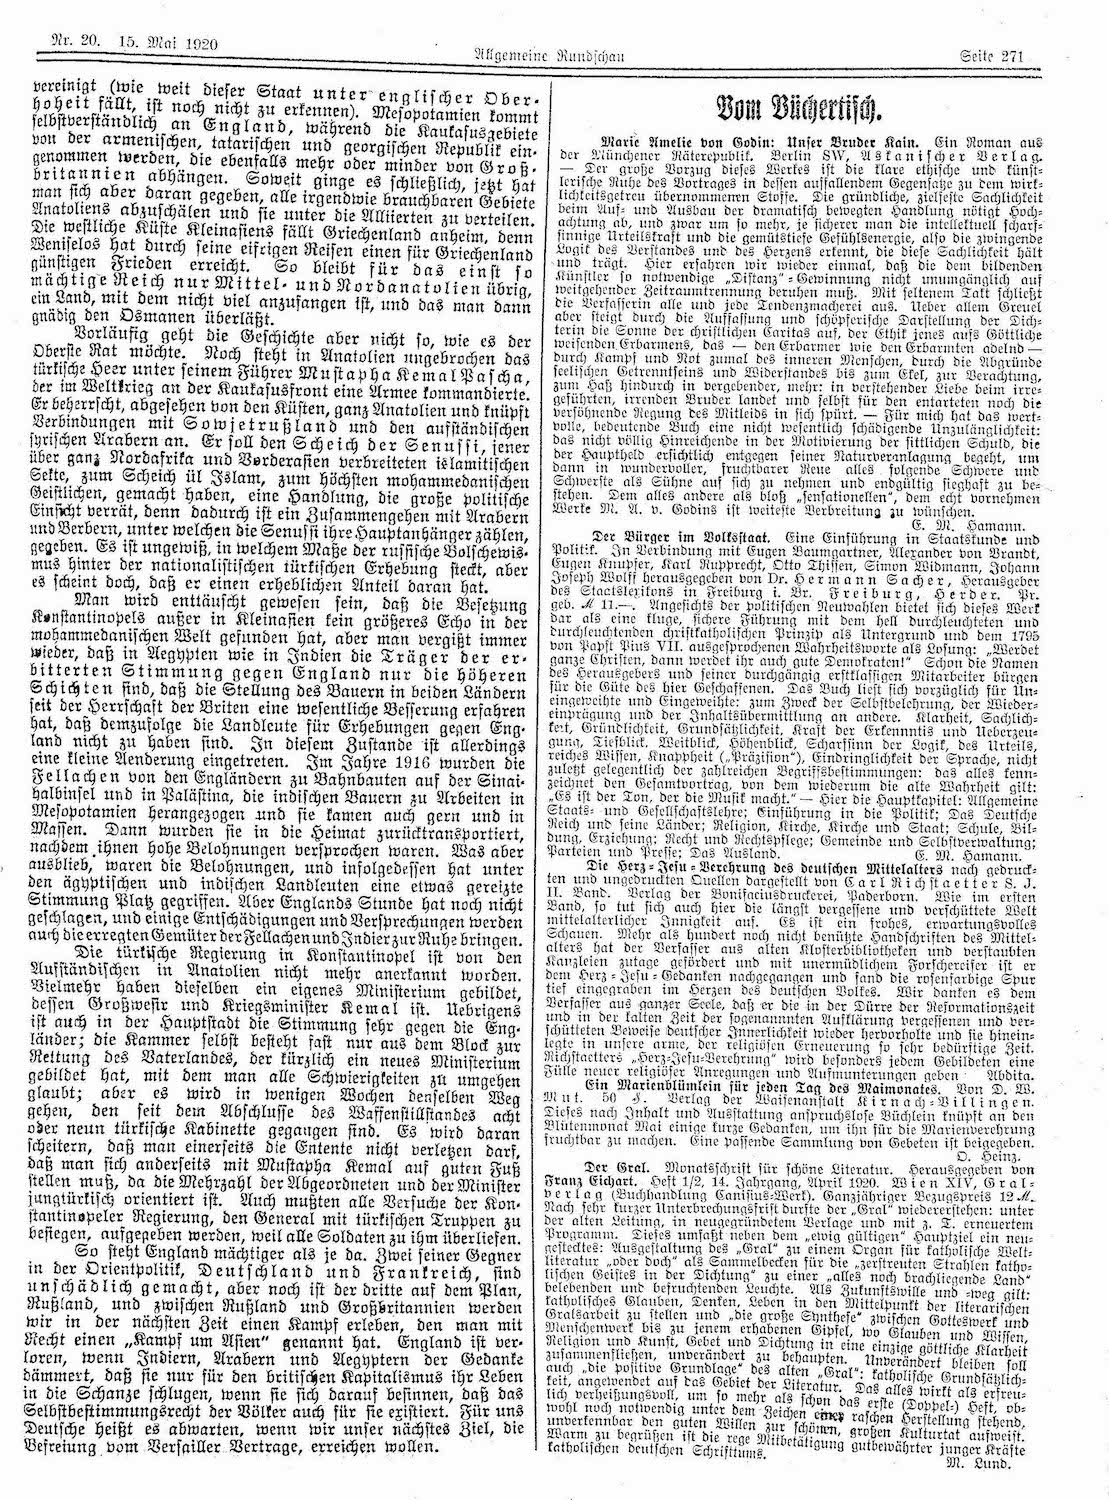 Nr. 20. 15. Mai 1920
Allgemeine Rundschau
Seite 271
vereinigt (wie weit dieser Staat unter englischer Ober-
hoheit fällt, ist noch nicht zu erkennen). Mesopotamien kommt
selbstverständlich an England, während die Kaukasusgebiete
von der armenischen, tatarischen und georgischen Republik ein-
genommen werden, die ebenfalls mehr oder minder von Groß-
britannien abhängen. Soweit ginge es schließlich, jetzt hat
man sich aber daran gegeben, alle irgendwie brauchbaren Gebiete
Anatoliens abzuschälen und sie unter die Alliierten zu verteilen.
Die westliche Küste Kleinasiens fällt Griechenland anheim, denn
Veniselos hat durch seine eifrigen Reisen einen für Griechenland
günstigen Frieden erreicht. So bleibt für das einst so
mächtige Reich nur Mittel- und Nordanatolien übrig,
ein Land, mit dem nicht viel anzufangen ist, und das man dann
gnädig den Osmanen überläßt.
Vorläufig geht die Geschichte aber nicht so, wie es der
Oberste Rat möchte. Noch steht in Anatolien ungebrochen das
türkische Heer unter seinem Führer Mustapha Kemal Pascha,
der im Weltkrieg an der Kaukasusfront eine Armee kommandierte.
Er beherrscht, abgesehen von den Küsten, ganz Anatolien und knüpft
Verbindungen mit Sowjetrußland und den aufständischen
syrischen Arabern an. Er soll den Scheich der Senussi, jener
über ganz Nordafrika und Vorderasien verbreiteten islamitischen
Sekte, zum Scheich ül Islam, zum höchsten mohammedanischen
Geistlichen, gemacht haben, eine Handlung, die große politische
Einsicht verrät, denn dadurch ist ein Zusammengehen mit Arabern
und Berbern, unter welchen die Senussi ihre Hauptanhänger zählen,
gegeben. Es ist ungewiß, in welchem Maße der russische Bolschewis-
mus hinter der nationalistischen türkischen Erhebung steckt, aber
es scheint doch, daß er einen erheblichen Anteil daran hat.
Man wird enttäuscht gewesen sein, daß die Besetzung
Konstantinopels außer in Kleinasien kein größeres Echo in der
mohammedanischen Welt gefunden hat, aber man vergißt immer
wieder, daß in Aegypten wie in Indien die Träger der er-
bitterten Stimmung gegen England nur die höheren
Schichten sind, daß die Stellung des Bauern in beiden Ländern
seit der Herrschaft der Briten eine wesentliche Besserung erfahren
hat, daß demzufolge die Landleute für Erhebungen gegen Eng-
land nicht zu haben sind. In diesem Zustande ist allerdings
eine kleine Aenderung eingetreten. Im Jahre 1916 wurden die
Fellachen von den Engländern zu Bahnbauten auf der Sinai-
halbinsel und in Palästina, die indischen Bauern zu Arbeiten in
Mesopotamien herangezogen und sie kamen auch gern und in
Massen. Dann wurden sie in die Heimat zurücktransportiert,
nachdem ihnen hohe Belohnungen versprochen waren. Was aber
ausblieb, waren die Belohnungen, und infolgedessen hat unter
den ägyptischen und indischen Landleuten eine etwas gereizte
Stimmung Platz gegriffen. Aber Englands Stunde hat noch nicht
geschlagen, und einige Entschädigungen und Versprechungen werden
auch die erregten Gemüter der Fellachen und Indier zur Ruhe bringen.
Die türkische Regierung in Konstantinopel ist von den
Aufständischen in Anatolien nicht mehr anerkannt worden.
Vielmehr haben dieselben ein eigenes Ministerium gebildet,
dessen Großwesir und Kriegsminister Kemal ist. Uebrigens
ist auch in der Hauptstadt die Stimmung sehr gegen die Eng-
länder; die Kammer selbst besteht fast nur aus dem Block zur
Rettung des Vaterlandes, der kürzlich ein neues Ministerium
gebildet hat, mit dem man alle Schwierigkeiten zu umgehen
glaubt; aber es wird in wenigen Wochen denselben Weg
gehen, den seit dem Abschlusse des Waffenstillstandes acht
oder neun türkische Kabinette gegangen sind. Es wird daran
scheitern, daß man einerseits die Entente nicht verletzen darf,
daß man sich anderseits mit Mustapha Kemal auf guten Fuß
stellen muß, da die Mehrzahl der Abgeordneten und der Minister
jungtürkisch orientiert ist. Auch mußten alle Versuche der Kon-
stantinopeler Regierung, den General mit türkischen Truppen zu
besiegen, aufgegeben werden, weil alle Soldaten zu ihm überliefen.
So steht England mächtiger als je da. Zwei seiner Gegner
in der Orientpolitik, Deutschland und Frankreich, sind
unschädlich gemacht, aber noch ist der dritte auf dem Plan,
Rußland, und zwischen Rußland und Großbritannien werden
wir in der nächsten Zeit einen Kampf erleben, den man mit
Recht einen „Kampf um Asien“ genannt hat. England ist ver-
loren, wenn Indiern, Arabern und Aegyptern der Gedanke
dämmert, daß sie nur für den britischen Kapitalismus ihr Leben
in die Schanze schlugen, wenn sie sich darauf besinnen, daß das
Selbstbestimmungsrecht der Völker auch für sie existiert. Für uns
Deutsche heißt es abwarten, wenn wir unser nächstes Ziel, die
Befreiung vom Versailler Vertrage, erreichen wollen.
Vom Büchertisch.
Marie Amelie von Godin: Unser Bruder Kain. Ein Roman aus
der Münchener Räterepublik. Berlin SW, Askanischer Verlag.
— Der große Vorzug dieses Werkes ist die klare ethische und künst-
lerische Ruhe des Vortrages in dessen auffallendem Gegensatze zu dem wirk-
lichkeitsgetreu übernommenen Stoffe. Die gründliche, zielfeste Sachlichkeit
beim Auf- und Ausbau der dramatisch bewegten Handlung nötigt Hoch-
achtung ab, und zwar um so mehr, je sicherer man die intellektuell scharf-
sinnige Urteilskraft und die gemütstiefe Gefühlsenergie, also die zwingende
Logik des Verstandes und des Herzens erkennt, die diese Sachlichkeit hält
und trägt. Hier erfahren wir wieder einmal, daß die dem bildenden
Künstler so notwendige „Distanz“-Gewinnung nicht unumgänglich auf
weitgehender Zeitraumtrennung beruhen muß. Mit seltenem Takt schließt
die Verfasserin alle und jede Tendenzmacherei aus. Ueber allem Greuel
aber steigt durch die Auffassung und schöpferische Darstellung der Dich-
terin die Sonne der christlichen Caritas auf, der Ethik jenes aufs Göttliche
weisenden Erbarmens, das — den Erbarmer wie den Erbarmten adelnd —
durch Kampf und Not zumal des inneren Menschen, durch die Abgründe
seelischen Getrenntseins und Widerstandes bis zum Ekel, zur Verachtung,
zum Haß hindurch in vergebender, mehr: in verstehender Liebe beim irre-
geführten, irrenden Bruder landet und selbst für den entarteten noch die
versöhnende Regung des Mitleids in sich spürt. — Für mich hat das wert-
volle, bedeutende Buch eine nicht wesentlich schädigende Unzulänglichkeit:
das nicht völlig Hinreichende in der Motivierung der sittlichen Schuld, die
der Hauptheld ersichtlich entgegen seiner Naturveranlagung begeht, um
dann in wundervoller, fruchtbarer Reue alles folgende Schwere und
Schwerste als Sühne auf sich zu nehmen und endgültig sieghaft zu be-
stehen. Dem alles andere als bloß „sensationellen“, dem echt vornehmen
Werke M. A. v. Godins ist weiteste Verbreitung zu wünschen.
E. M. Hamann.
Der Bürger im Volksstaat. Eine Einführung in Staatskunde und
Politik. In Verbindung mit Eugen Baumgartner, Alexander von Brandt,
Eugen Knupfer, Karl Rupprecht, Otto Thissen, Simon Widmann, Johann
Joseph Wolff herausgegeben von Dr. Hermann Sacher, Herausgeber
des Staatslexikons in Freiburg i. Br. Freiburg, Herder. Pr.
geb. M 11.—. Angesichts der politischen Neuwahlen bietet sich dieses Werk
dar als eine kluge, sichere Führung mit dem hell durchleuchteten und
durchleuchtenden christkatholischen Prinzip als Untergrund und dem 1795
von Papst Pius VII. ausgesprochenen Wahrheitsworte als Losung: „Werdet
ganze Christen, dann werdet ihr auch gute Demokraten!“ Schon die Namen
des Herausgebers und seiner durchgängig erstklassigen Mitarbeiter bürgen
für die Güte des hier Geschaffenen. Das Buch liest sich vorzüglich für Un-
eingeweihte und Eingeweihte: zum Zweck der Selbstbelehrung, der Wieder-
einprägung und der Inhaltsübermittlung an andere. Klarheit, Sachlich-
keit, Gründlichkeit, Grundsätzlichkeit, Kraft der Erkenntnis und Ueberzeu-
gung, Tiefblick, Weitblick, Höhenblick, Scharfsinn der Logik, des Urteils,
reiches Wissen, Knappheit („Präzision“), Eindringlichkeit der Sprache, nicht
zuletzt gelegentlich der zahlreichen Begriffsbestimmungen: das alles kenn-
zeichnet den Gesamtvortrag, von dem wiederum die alte Wahrheit gilt:
„Es ist der Ton, der die Musik macht.“ — Hier die Hauptkapitel: Allgemeine
Staats- und Gesellschaftslehre; Einführung in die Politik; Das Deutsche
Reich und seine Länder; Religion, Kirche, Kirche und Staat; Schule, Bil-
dung, Erziehung; Recht und Rechtspflege; Gemeinde und Selbstverwaltung;
Parteien und Presse; Das Ausland.
E. M. Hamann.
Die Herz-Jesu-Verehrung des deutschen Mittelalters nach gedruck-
ten und ungedruckten Quellen dargestellt von Carl Richstaetter S. J.
II. Band. Verlag der Bonifaciusdruckerei, Paderborn. Wie im ersten
Band, so tut sich auch hier die längst vergessene und verschüttete Welt
mittelalterlicher Innigkeit auf. Es ist ein frohes, erwartungsvolles
Schauen. Mehr als hundert noch nicht benützte Handschriften des Mittel-
alters hat der Verfasser aus alten Klosterbibliotheken und verstaubten
Kanzleien zutage gefördert und mit unermüdlichem Forschereifer ist er
dem Herz-Jesu-Gedanken nachgegangen und fand die rosenfarbige Spur
tief eingegraben im Herzen des deutschen Volkes. Wir danken es dem
Verfasser aus ganzer Seele, daß er die in der Dürre der Reformationszeit
und in der kalten Zeit der sogenannten Aufklärung vergessenen und ver-
schütteten Beweise deutscher Innerlichkeit wieder hervorholte und sie hinein-
legte in unsere arme, der religiösen Erneuerung so sehr bedürftige Zeit.
Richstaetters „Herz-Jesu-Verehrung“ wird besonders jedem Gebildeten eine
Fülle neuer religiöser Anregungen und Aufmunterungen geben Abdita.
Ein Marienblümlein für jeden Tag des Maimonates. Von D. W.
Mut. 50 J. Verlag der Waisenanstalt Kirnach-Villingen.
Dieses nach Inhalt und Ausstattung anspruchslose Büchlein knüpft an den
Blütenmonat Mai einige kurze Gedanken, um ihn für die Marienverehrung
fruchtbar zu machen. Eine passende Sammlung von Gebeten ist beigegeben.
O. Heinz.
Der Gral. Monatsschrift für schöne Literatur. Herausgegeben von
Franz Eichart. Heft 1/2, 14. Jahrgang, April 1920. Wien XIV, Gral-
verlag (Buchhandlung Canisius-Werk). Ganzjähriger Bezugspreis 12 M.
Nach sehr kurzer Unterbrechungsfrist durfte der „Gral“ wiedererstehen: unter
der alten Leitung, in neugegründetem Verlage und mit z. T. erneuertem
Programm. Dieses umfaßt neben dem „ewig gültigen“ Hauptziel ein neu-
gestecktes: Ausgestaltung des „Gral“ zu einem Organ für katholische Welt-
literatur „oder doch“ als Sammelbecken für die „zerstreuten Strahlen katho-
lischen Geistes in der Dichtung“ zu einer „alles noch brachliegende Land“
belebenden und befruchtenden Leuchte. Als Zukunftswille und -weg gilt:
katholisches Glauben, Denken, Leben in den Mittelpunkt der literarischen
Gralsarbeit zu stellen und „die große Synthese“ zwischen Gotteswerk und
Menschenwerk bis zu jenem erhabenen Gipfel, wo Glauben und Wissen,
Religion und Kunst, Gebet und Dichtung in eine einzige göttliche Klarheit
zusammenfließen, unverändert zu behaupten. Unverändert bleiben soll
auch „die positive Grundlage“ des alten „Gral“: katholische Grundsätzlich-
keit, angewendet auf das Gebiet der Literatur. Das alles wirkt als erfreu-
lich verheißungsvoll, um so mehr als schon das erste (Doppel-) Heft, ob-
wohl noch notwendig unter dem Zeichen einer raschen Herstellung stehend,
unverkennbar den guten Willen zur schönen, großen Kulturtat aufweist.
Warm zu begrüßen ist die rege Mitbetätigung gutbewährter junger Kräfte
katholischen deutschen Schrifttums.
M. Lund.